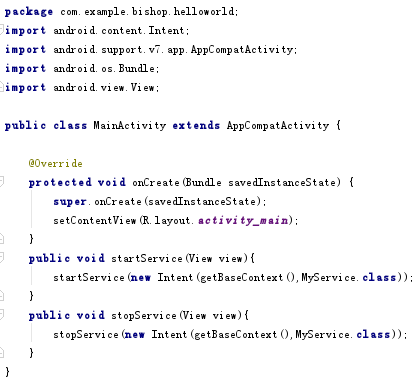 package com.example.bishop.helloworld;
import android.content.Intent;
import android.support.v7.app.AppCompatActivity;
import android.os.Bundle;
import android.view.View;
public class MainActivity extends AppCompatActivity {
@Override
protected void onCreate(Bundle savedInstanceState) {
super.onCreate(savedInstanceState);
setContentView(R.layout.activity_main);
}
public void startService(View view){
startService(new Intent(getBaseContext(),MyService.class));
}
public void stopService(View view){
stopService(new Intent(getBaseContext(),MyService.class));
}
}